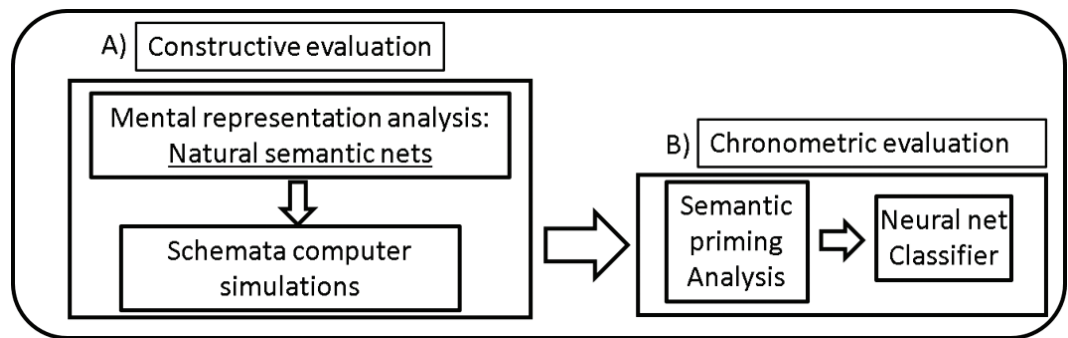 A) Constructive evaluation
Mental representation analysis:
Natural semantic nets
Schemata computer
simulations
B) Chronometric evaluation
Semantic
priming
Analysis
Neural net
Classifier